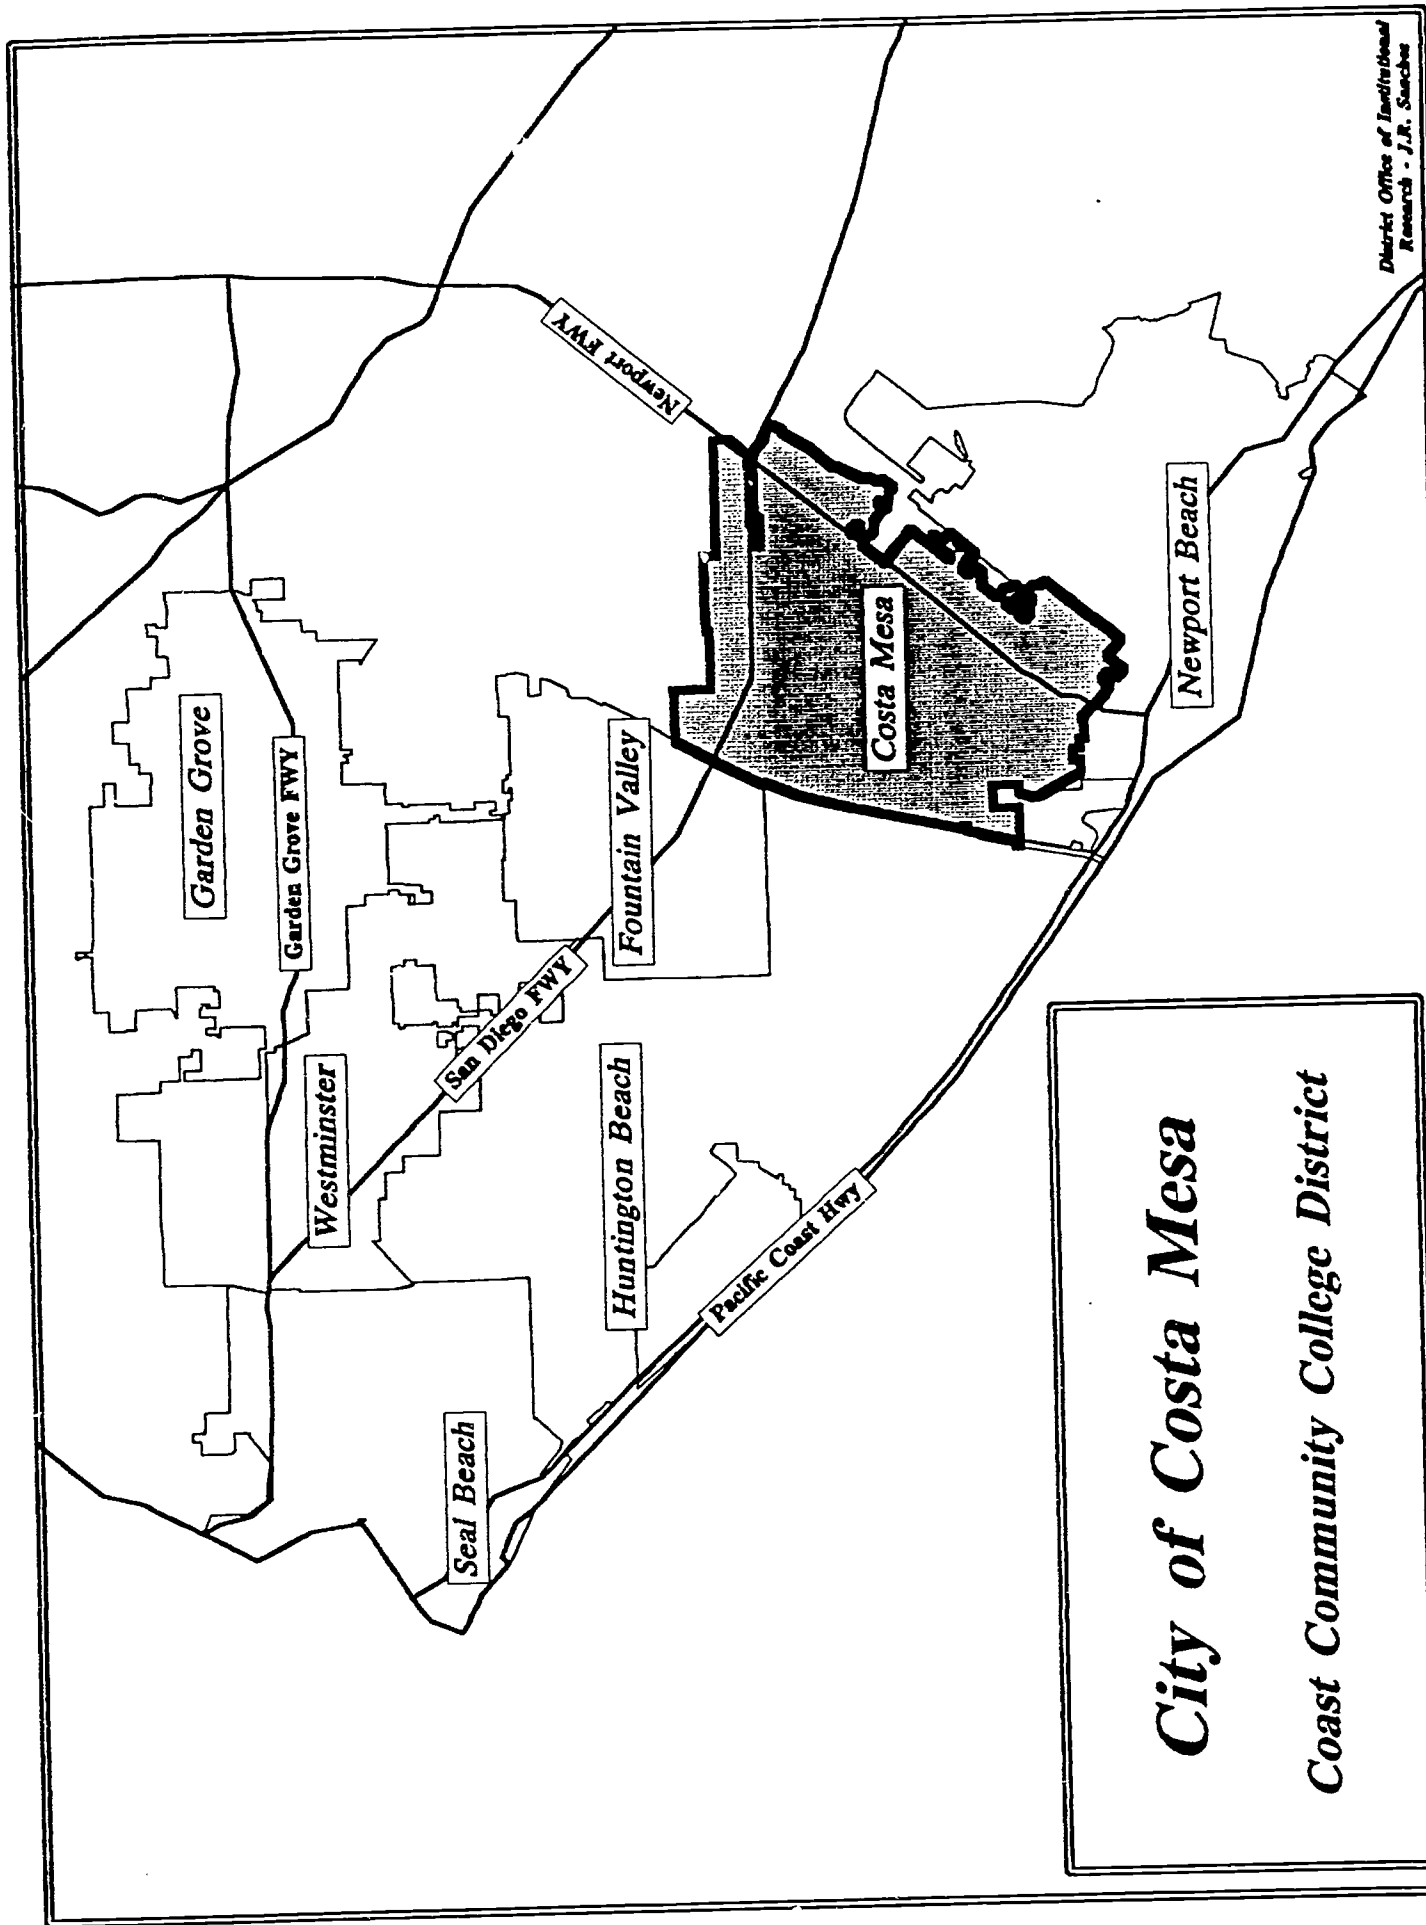 Garden Grove
Garden Grove FWY
Westminster
Newport FWY
San Diego FWY
Fountain Valley
Seal Beach
Huntington Beach
Costa Mesa
Pacific Coast Hwy
Newport Beach
City of Costa Mesa
Coast Community College District
District Office of Institutional
Research - J.R. Sanchez